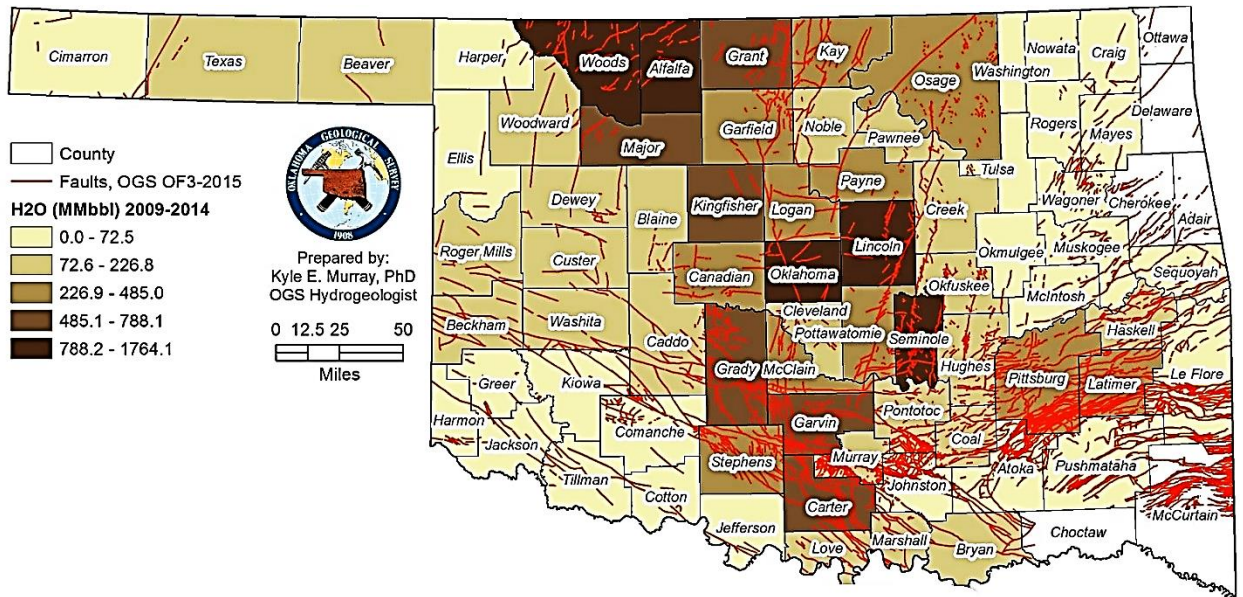 Cimarron
Texas
Beaver
Harper
Woods
Alfalfa
Grant
Kay
Osage
Washington
Nowata
Craig
Ottawa
Woodward
Major
Garfield
Noble
Pawnee
Rogers
Mayes
Delaware
County
Faults, OGS OF3-2015
H2O (MMbbl) 2009-2014
0.0 - 72.5
72.6 - 226.8
226.9 - 485.0
485.1 - 788.1
788.2 - 1764.1
OKLAHOMA GEOLOGICAL SURVEY
1908
Prepared by:
Kyle E. Murray, PhD
OGS Hydrogeologist
0 12.5 25 50
Miles
Ellis
Dewey
Blaine
Kingfisher
Logan
Payne
Creek
Tulsa
Wagoner
Cherokee
Adair
Roger Mills
Custer
Canadian
Oklahoma
Lincoln
Okmulgee
Muskogee
Sequoyah
Beckham
Washita
Caddo
Cleveland
Pottawatomie
Okfuskee
Seminole
McIntosh
Haskell
Greer
Kiowa
Grady
McClain
Hughes
Pittsburg
Latimer
Le Flore
Harmon
Jackson
Comanche
Garvin
Pontotoc
Coal
Tillman
Stephens
Murray
Johnston
Atoka
Pushmataha
Cotton
Carter
McCurtain
Jefferson
Love
Marshall
Bryan
Choctaw